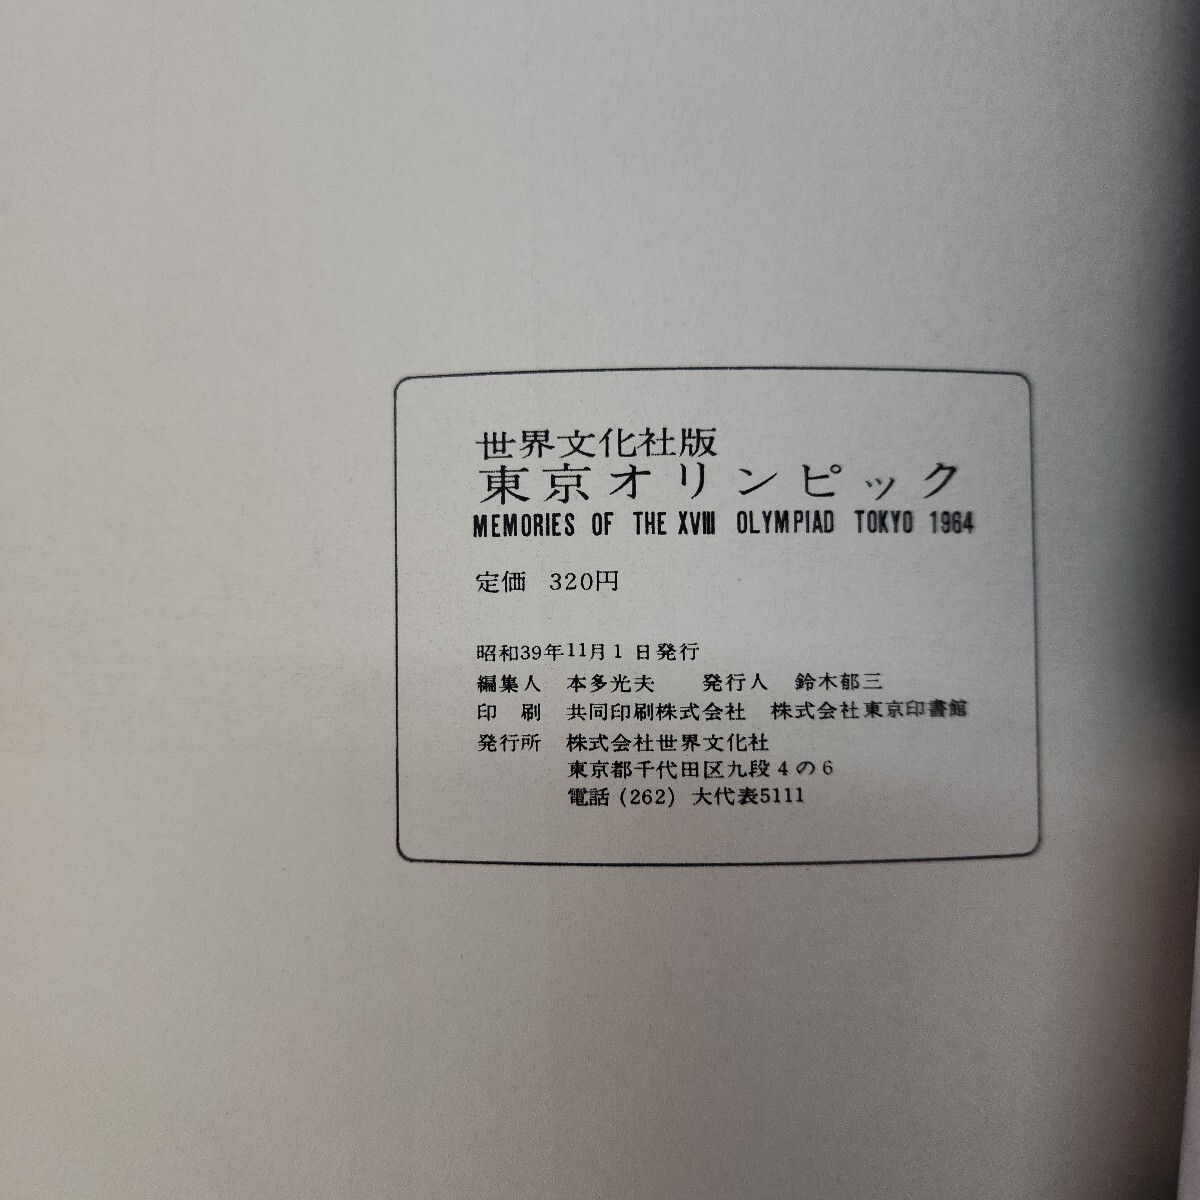 世界文化社版
東京オリンピック
MEMORIES OF THE XVIII OLYMPIAD TOKYO 1964
定価 320円
昭和39年11月1日発行
編集人 本多光夫 発行人 鈴木郁三
印刷 共同印刷株式会社 株式会社東京印書館
発行所 株式会社世界文化社
東京都千代田区九段4の6
電話 (262) 大代表5111